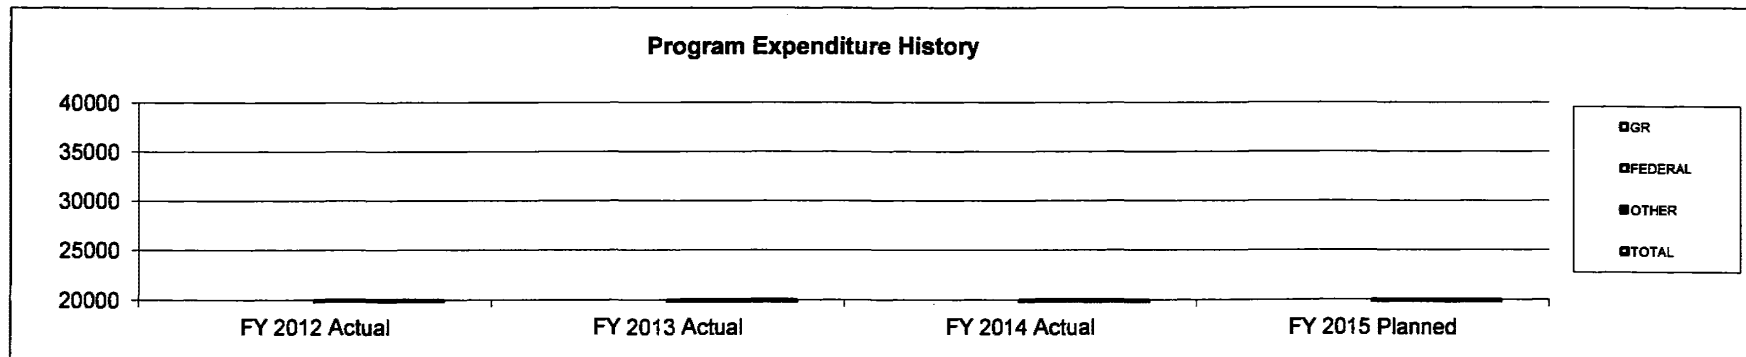 Program Expenditure History
40000
35000
30000
25000
20000
FY 2012 Actual
FY 2013 Actual
FY 2014 Actual
FY 2015 Planned
GR
FEDERAL
OTHER
TOTAL